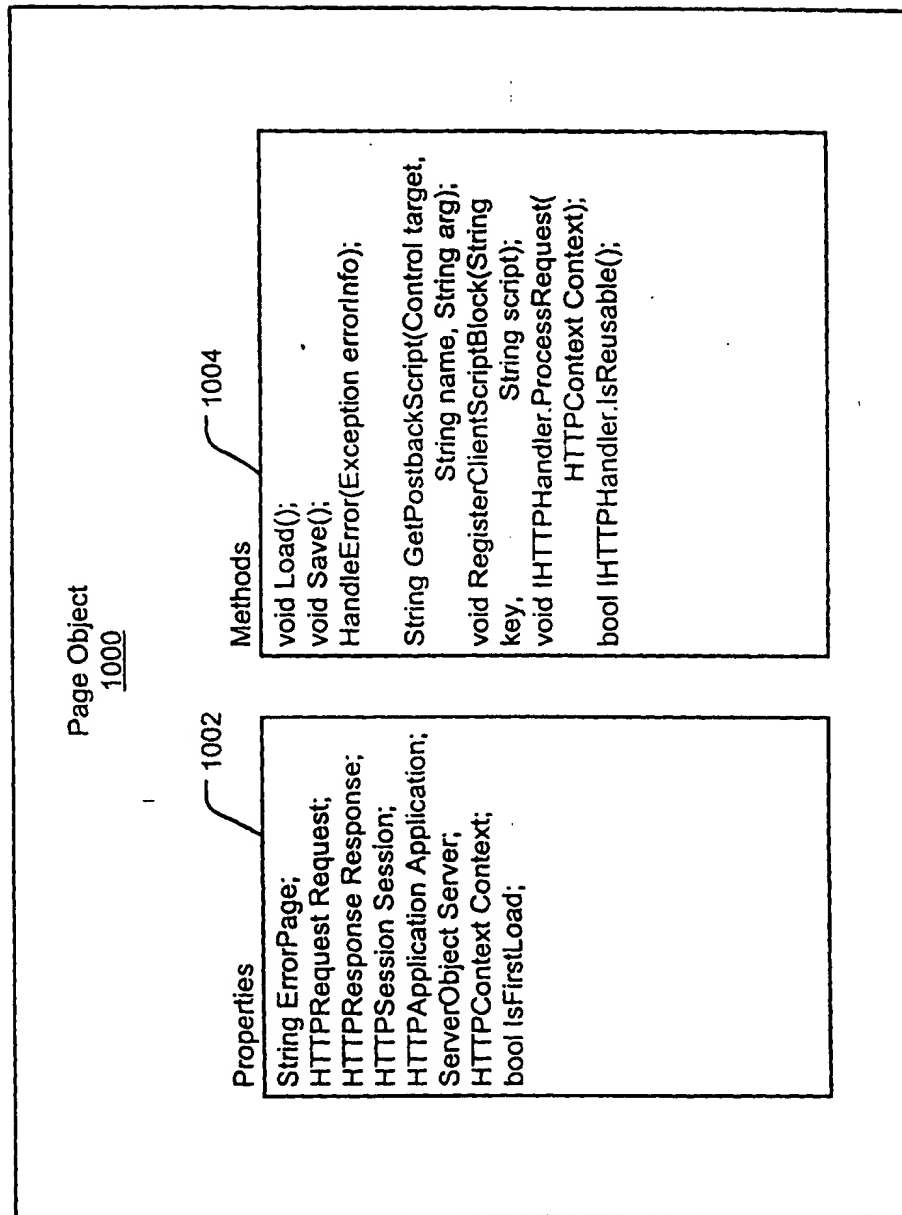 Page Object
1000
Properties
1002
String ErrorPage;
HTTPRequest Request;
HTTPResponse Response;
HTTPSession Session;
HTTPApplication Application;
ServerObject Server;
HTTPContext Context;
bool IsFirstLoad;
Methods
1004
void Load();
void Save();
HandleError(Exception errorInfo);
String GetPostbackScript(Control target,
String name, String arg);
void RegisterClientScriptBlock(String
key, String script);
void IHTTPHandler.ProcessRequest(
HTTPContext Context);
bool IHTTPHandler.IsReusable();